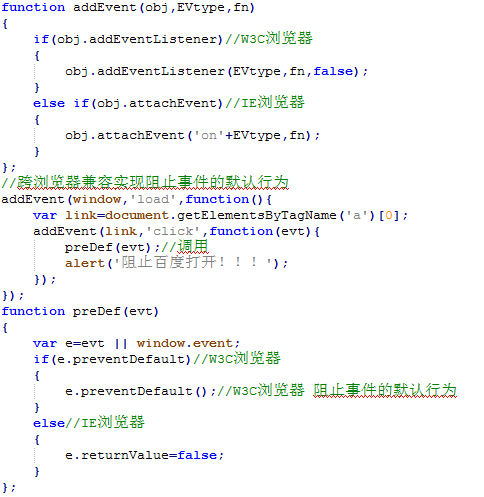 function addEvent(obj,EVtype,fn)
{
    if(obj.addEventListener)//W3C浏览器
    {
        obj.addEventListener(EVtype,fn,false);
    }
    else if(obj.attachEvent)//IE浏览器
    {
        obj.attachEvent('on'+EVtype,fn);
    }
};
//跨浏览器兼容实现阻止事件的默认行为
addEvent(window,'load',function(){
    var link=document.getElementsByTagName('a')[0];
    addEvent(link,'click',function(evt){
        preDef(evt);//调用
        alert('阻止百度打开！！！');
    });
});
function preDef(evt)
{
    var e=evt || window.event;
    if(e.preventDefault)//W3C浏览器
    {
        e.preventDefault();//W3C浏览器 阻止事件的默认行为
    }
    else//IE浏览器
    {
        e.returnValue=false;
    }
};